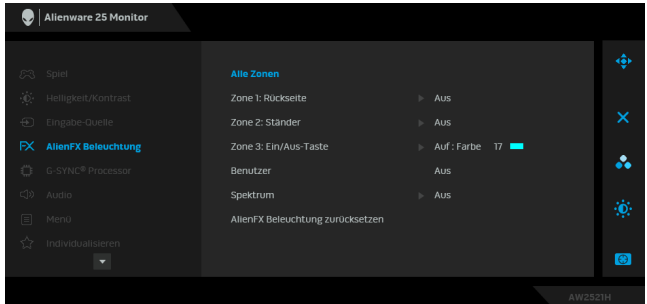 Alienware 25 Monitor
Spiel
Helligkeit/Kontrast
Eingabe-Quelle
FX AlienFX Beleuchtung
G-SYNC® Processor
Audio
Menü
Individualisieren
Alle Zonen
Zone 1: Rückseite Aus
Zone 2: Ständer Aus
Zone 3: Ein/Aus-Taste Auf : Farbe 17
Benutzer Aus
Spektrum Aus
AlienFX Beleuchtung zurücksetzen
AW2521H